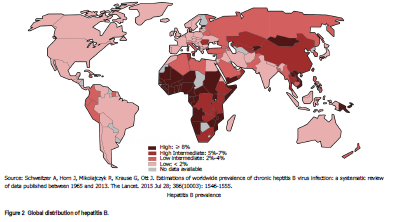 High: ≥ 8%
High Intermediate: 5%-7%
Low intermediate: 2%-4%
Low: < 2%
No data available
Source: Schweitzer A, Horn J, Mikolajczyk R, Krause G, Ott J. Estimations of worldwide prevalence of chronic heptitis B virus infection: a systematic review
of data published between 1965 and 2013. The Lancet. 2015 Jul 28; 386(10003): 1546-1555.
Hepatitis B prevalence
Figure 2 Global distribution of hepatitis B.